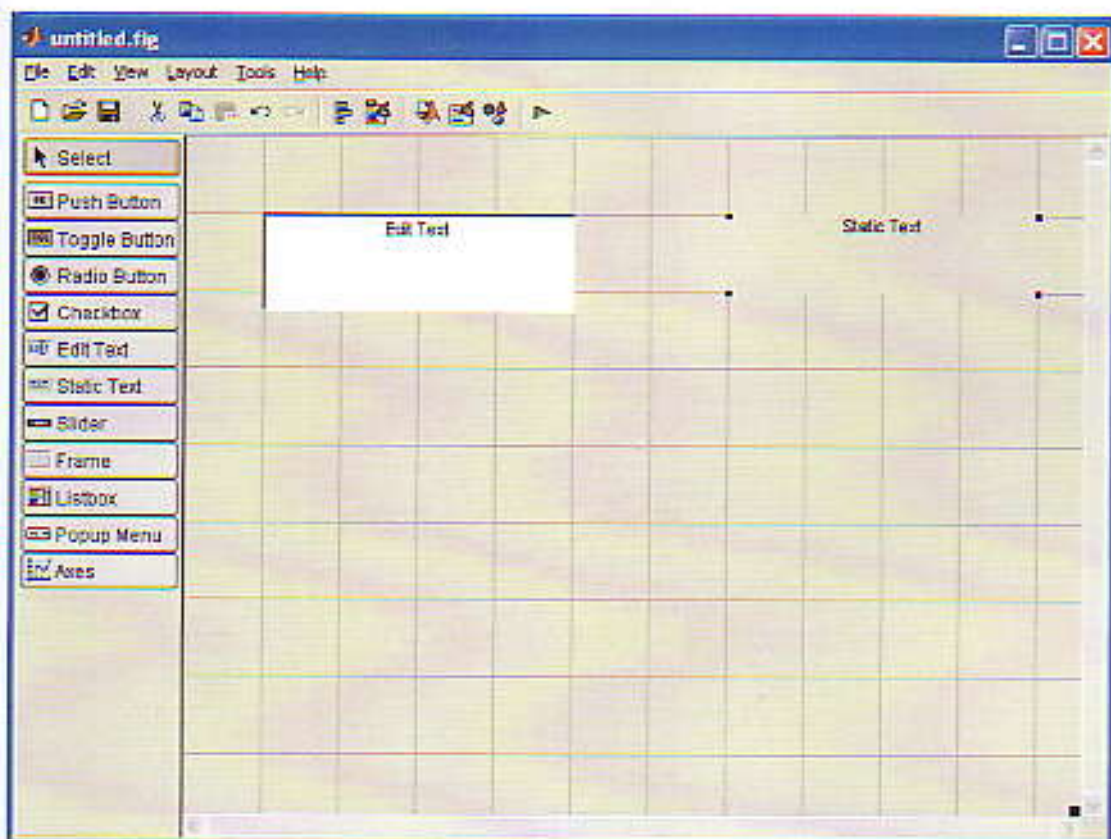 untitled.fig
File Edit View Layout Tools Help
Select
Push Button
Toggle Button
Radio Button
Checkbox
Edit Text
Static Text
Slider
Frame
Listbox
Popup Menu
Axes
Edit Text
Static Text